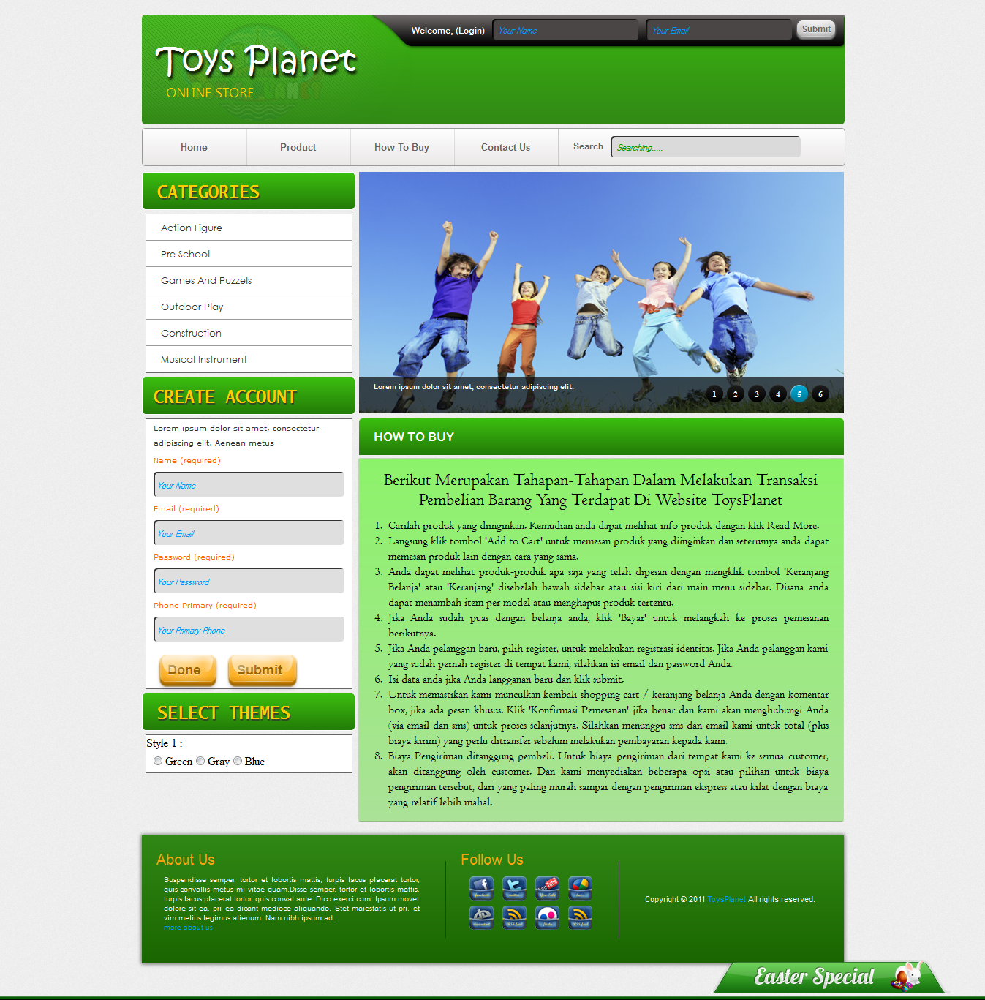 Welcome, (Login) Your Name Your Email Submit
Toys Planet
ONLINE STORE
Home Product How To Buy Contact Us Search Searching.....
CATEGORIES
Action Figure
Pre School
Games And Puzzels
Outdoor Play
Construction
Musical Instrument
CREATE ACCOUNT
Lorem ipsum dolor sit amet, consectetur
adipiscing elit. Aenean metus
Name (required)
Your Name
Email (required)
Your Email
Password (required)
Your Password
Phone Primary (required)
Your Primary Phone
Done Submit
SELECT THEMES
Style 1 :
Green Gray Blue
Lorem ipsum dolor sit amet, consectetur adipiscing elit.
1 2 3 4 5 6
HOW TO BUY
Berikut Merupakan Tahapan-Tahapan Dalam Melakukan Transaksi
Pembelian Barang Yang Terdapat Di Website ToysPlanet
1. Carilah produk yang diinginkan. Kemudian anda dapat melihat info produk dengan klik Read More.
2. Langsung klik tombol 'Add to Cart' untuk memesan produk yang diinginkan dan seterusnya anda dapat
memesan produk lain dengan cara yang sama.
3. Anda dapat melihat produk-produk apa saja yang telah dipesan dengan mengklik tombol 'Keranjang
Belanja' atau 'Keranjang' disebelah bawah sidebar atau sisi kiri dari main menu sidebar. Disana anda
dapat menambah item per model atau menghapus produk tertentu.
4. Jika Anda sudah puas dengan belanja anda, klik 'Bayar' untuk melangkah ke proses pemesanan
berikutnya.
5. Jika Anda pelanggan baru, pilih register, untuk melakukan registrasi identitas. Jika Anda pelanggan kami
yang sudah pernah register di tempat kami, silahkan isi email dan password Anda.
6. Isi data anda jika Anda langganan baru dan klik submit.
7. Untuk memastikan kami munculkan kembali shopping cart / keranjang belanja Anda dengan komentar
box, jika ada pesan khusus. Klik 'Konfirmasi Pemesanan' jika benar dan kami akan menghubungi Anda
(via email dan sms) untuk proses selanjutnya. Silahkan menunggu sms dan email kami untuk total (plus
biaya kirim) yang perlu ditransfer sebelum melakukan pembayaran kepada kami.
8. Biaya Pengiriman ditanggung pembeli. Untuk biaya pengiriman dari tempat kami ke semua customer,
akan ditanggung oleh customer. Dan kami menyediakan beberapa opsi atau pilihan untuk biaya
pengiriman tersebut, dari yang paling murah sampai dengan pengiriman ekspress atau kilat dengan biaya
yang relatif lebih mahal.
About Us
Suspendisse semper, tortor et lobortis mattis, turpis lacus placerat tortor,
quis convallis metus mi vitae quam.Disse semper, tortor et lobortis mattis,
turpis lacus placerat tortor, quis conval ante. Dico exerci cum. Ipsum movet
dolore sit ea, pri ea dicant medioce aliquando. Stet maiestatis ut pri, et
vim melius legimus alienum. Nam nibh ipsum ad.
more about us
Follow Us
Copyright © 2011 ToysPlanet All rights reserved.
Easter Special